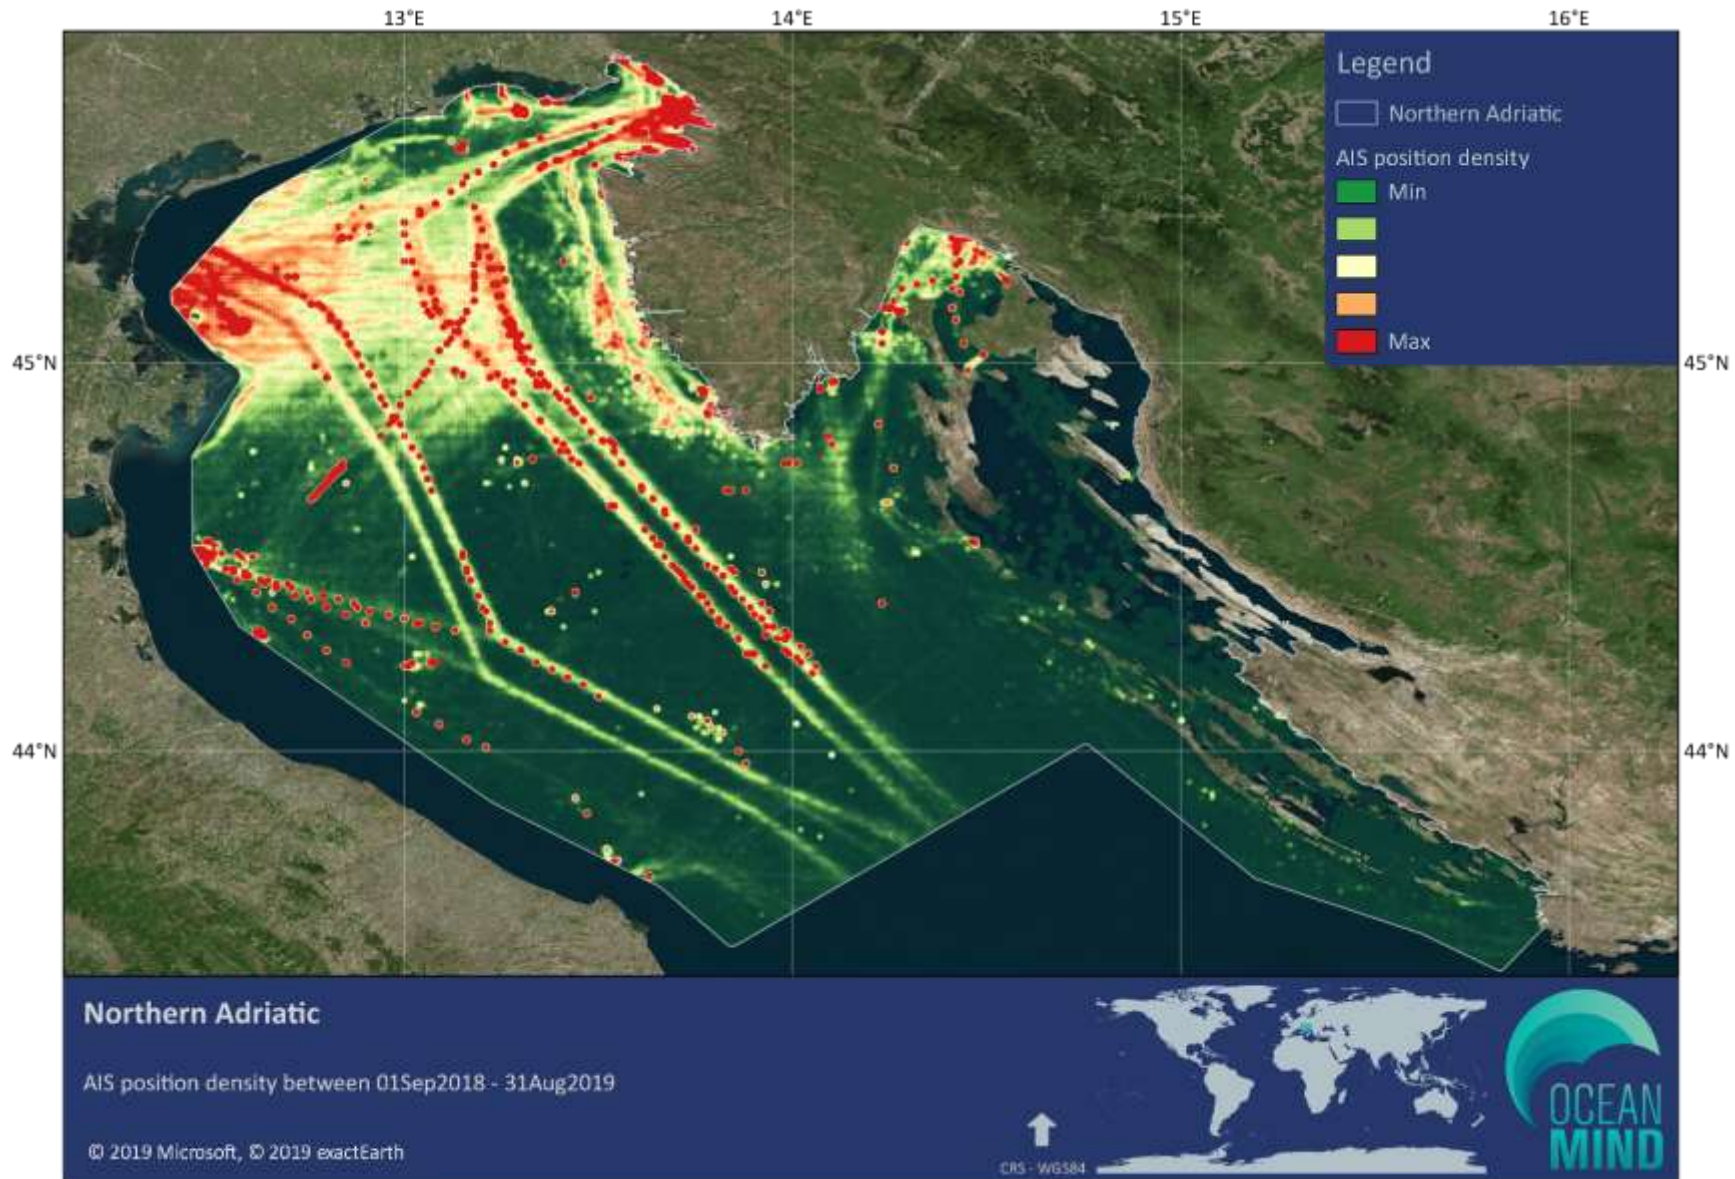 13°E 14°E 15°E 16°E
Legend
Northern Adriatic
AIS position density
Min
Max
45°N 45°N
44°N 44°N
Northern Adriatic
AIS position density between 01Sep2018 - 31Aug2019
© 2019 Microsoft, © 2019 exactEarth
CRS - WGS84
OCEAN
MIND